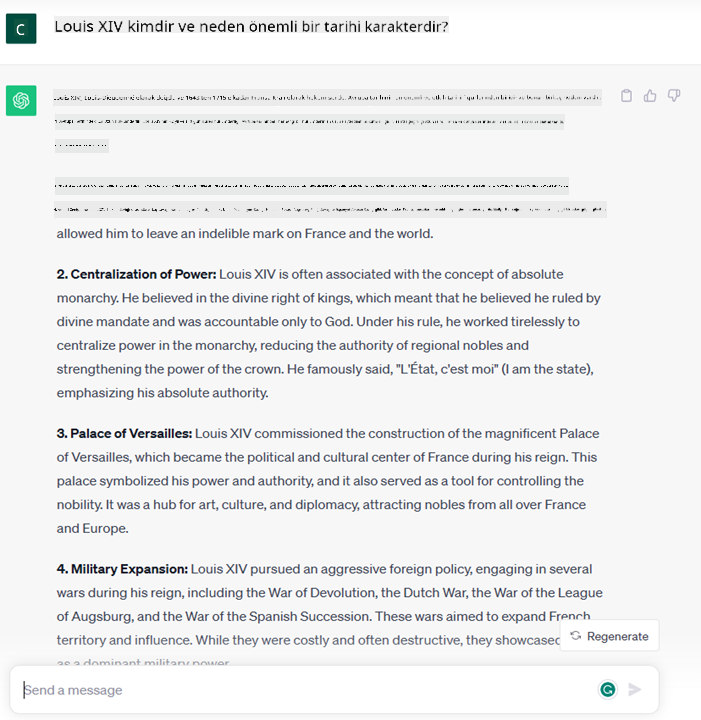 C
Louis XIV kimdir ve neden önemli bir tarihi karakterdir?
allowed him to leave an indelible mark on France and the world.
2. Centralization of Power: Louis XIV is often associated with the concept of absolute
monarchy. He believed in the divine right of kings, which meant that he believed he ruled by
divine mandate and was accountable only to God. Under his rule, he worked tirelessly to
centralize power in the monarchy, reducing the authority of regional nobles and
strengthening the power of the crown. He famously said, "L'État, c'est moi" (I am the state),
emphasizing his absolute authority.
3. Palace of Versailles: Louis XIV commissioned the construction of the magnificent Palace
of Versailles, which became the political and cultural center of France during his reign. This
palace symbolized his power and authority, and it also served as a tool for controlling the
nobility. It was a hub for art, culture, and diplomacy, attracting nobles from all over France
and Europe.
4. Military Expansion: Louis XIV pursued an aggressive foreign policy, engaging in several
wars during his reign, including the War of Devolution, the Dutch War, the War of the League
of Augsburg, and the War of the Spanish Succession. These wars aimed to expand French
territory and influence. While they were costly and often destructive, they showcased
Regenerate
as a dominant military power.
Send a message